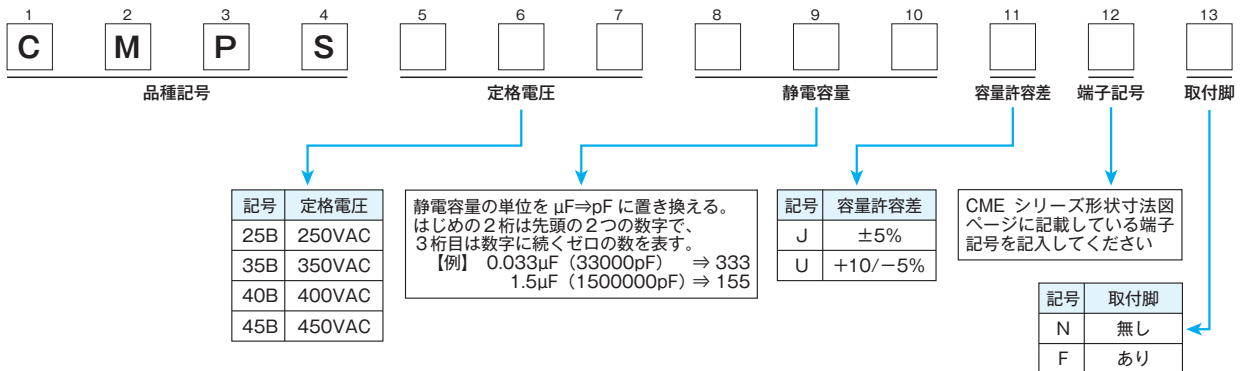 1 2 3 4 5 6 7 8 9 10 11 12 13
C M P S
品種記号 定格電圧 静電容量 容量許容差 端子記号 取付脚
記号 定格電圧
25B 250VAC
35B 350VAC
40B 400VAC
45B 450VAC
静電容量の単位を μF⇒pF に置き換える。
はじめの2桁は先頭の2つの数字で、
3桁目は数字に続くゼロの数を表す。
【例】 0.033μF（33000pF） ⇒ 333
1.5μF（1500000pF）⇒ 155
記号 容量許容差
J ±5%
U +10/−5%
CME シリーズ形状寸法図
ページに記載している端子
記号を記入してください
記号 取付脚
N 無し
F あり